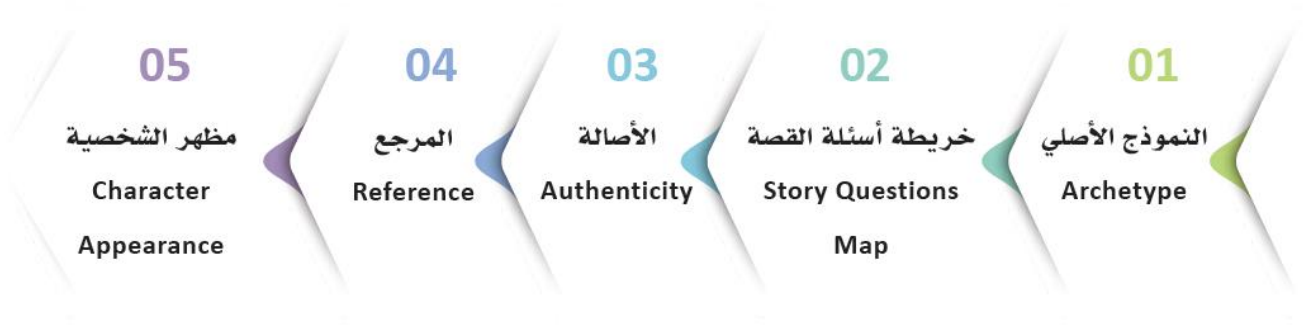 01
النموذج الأصلي
Archetype
02
خريطة أسئلة القصة
Story Questions
Map
03
الأصالة
Authenticity
04
المرجع
Reference
05
مظهر الشخصية
Character
Appearance